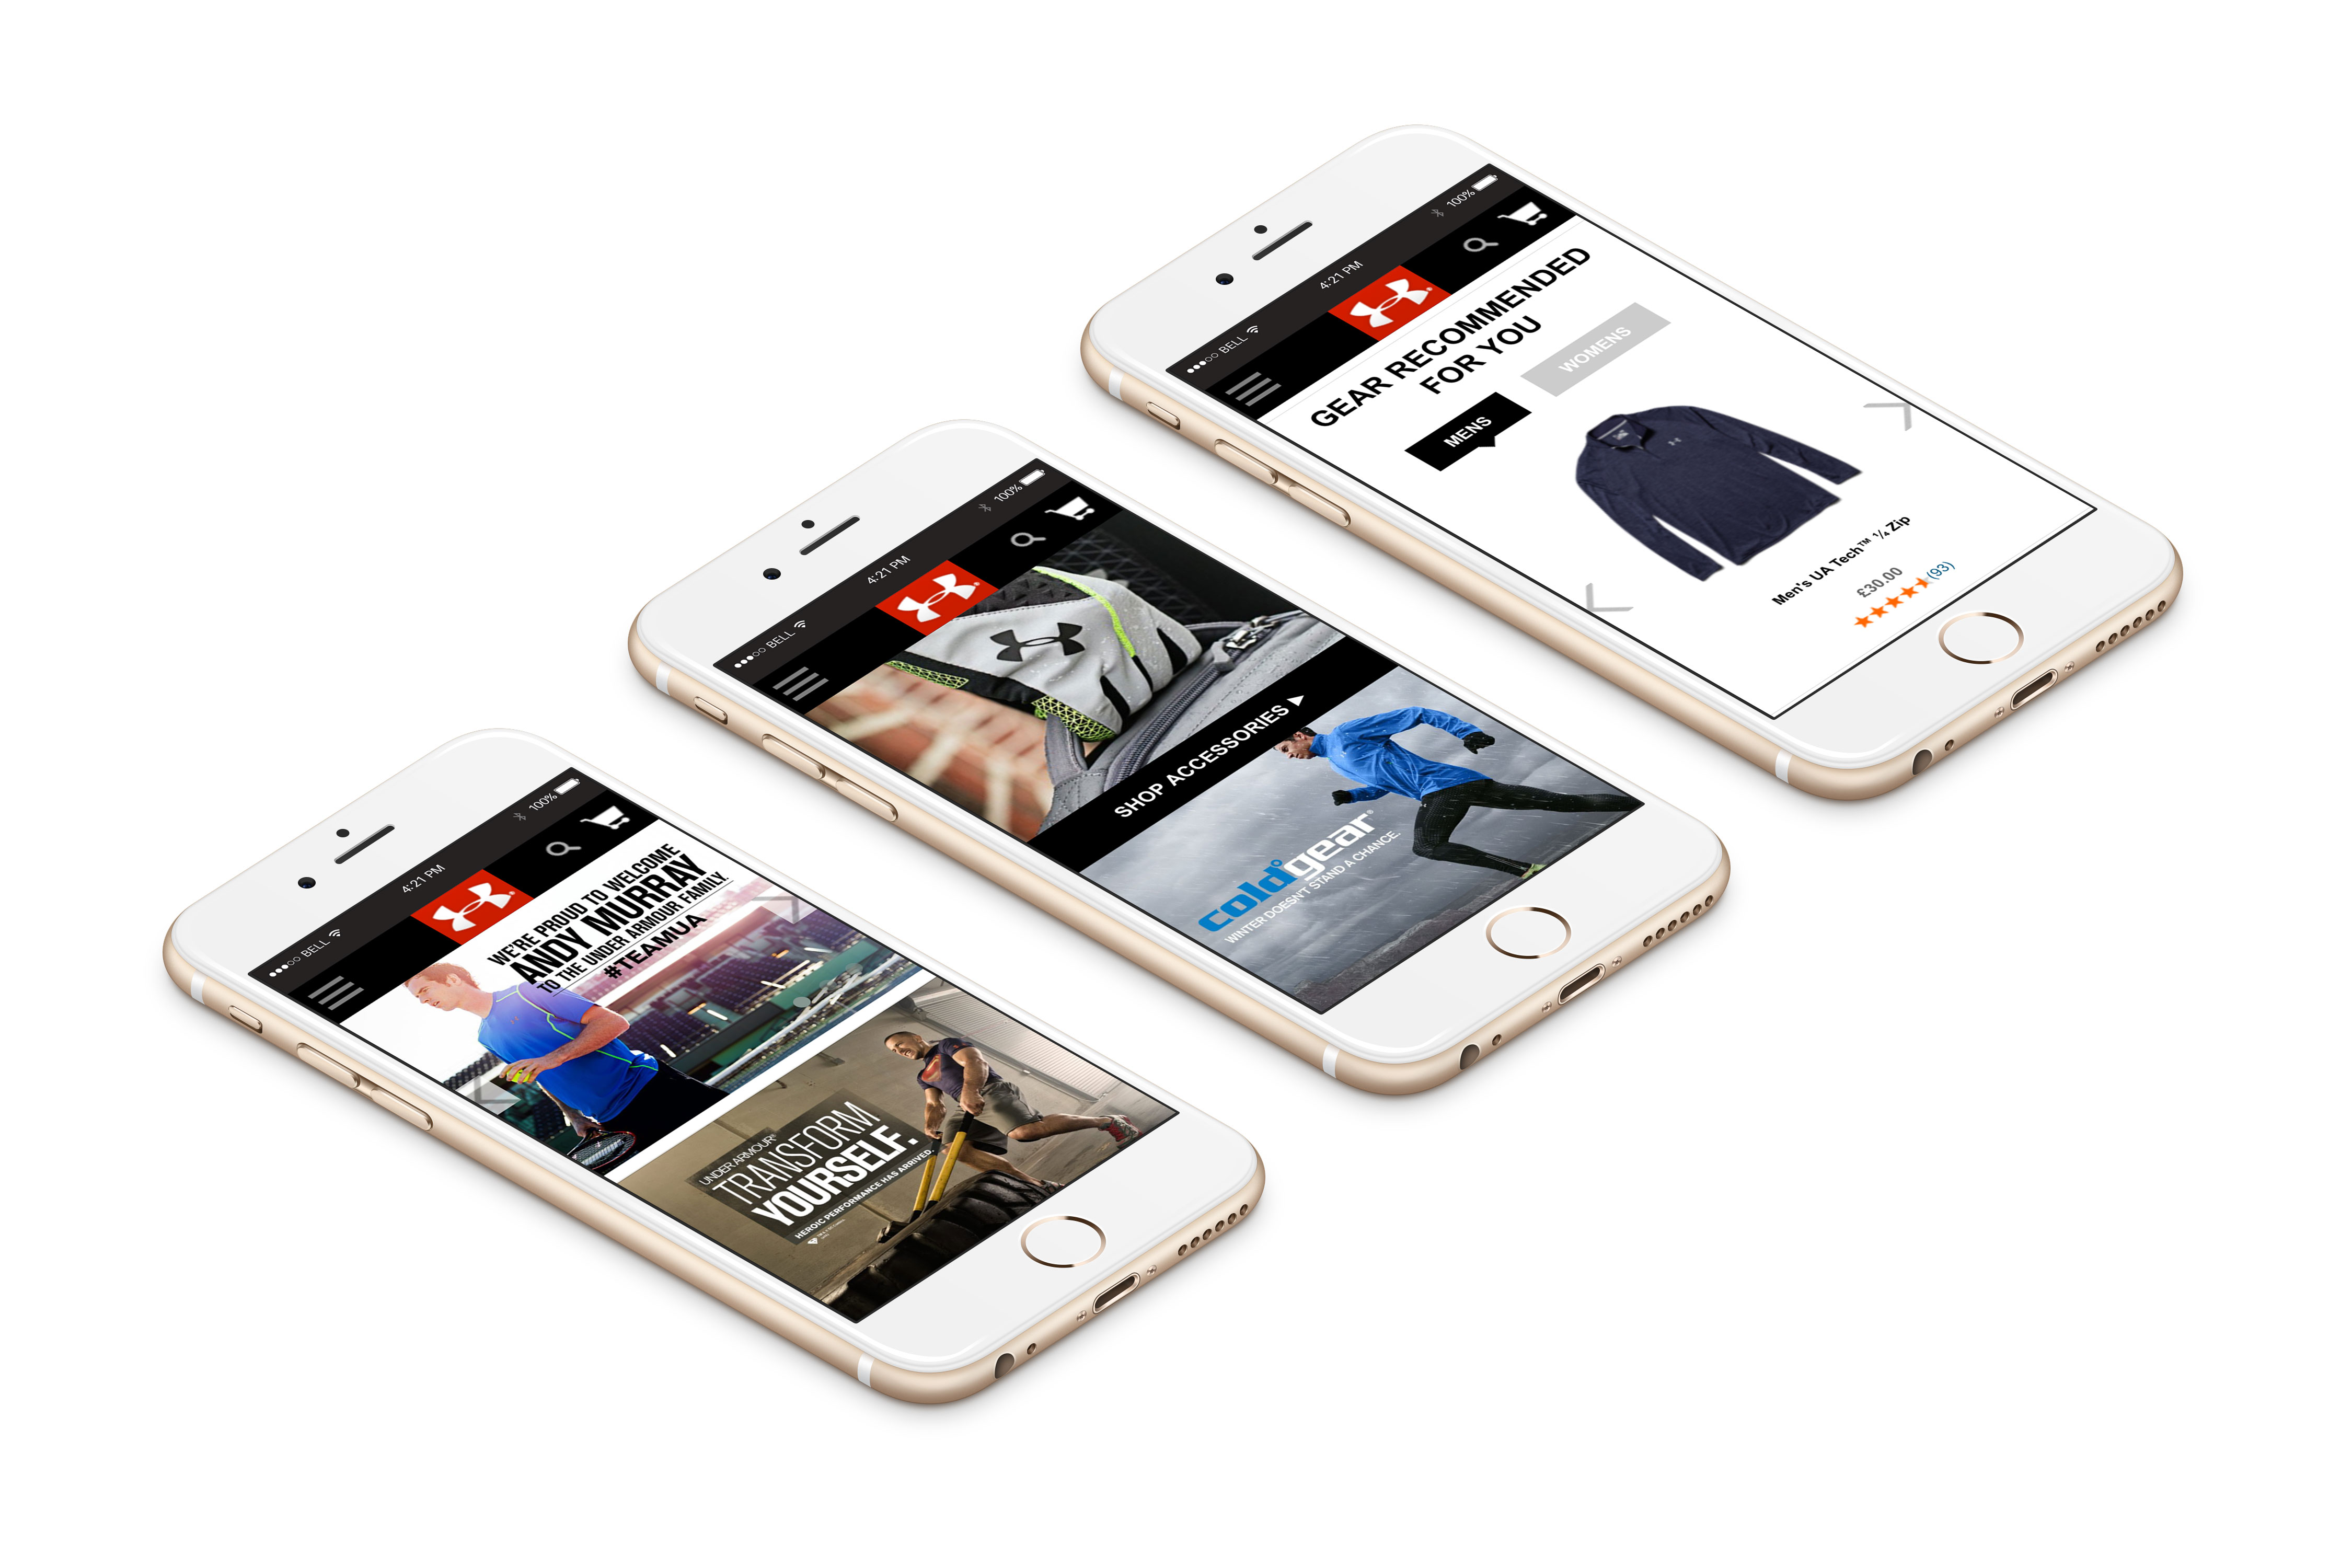 BELL
4:21 PM
100%
WE'RE PROUD TO WELCOME
ANDY MURRAY
TO THE UNDER ARMOUR FAMILY.
#TEAMUA
UNDER ARMOUR®
TRANSFORM
YOURSELF.
HEROIC PERFORMANCE HAS ARRIVED.
BELL
4:21 PM
100%
SHOP ACCESSORIES
coldgear®
WINTER DOESN'T STAND A CHANCE.
BELL
4:21 PM
100%
GEAR RECOMMENDED
FOR YOU
MENS
WOMENS
Men's UA Tech™ ¼ Zip
£30.00
(93)